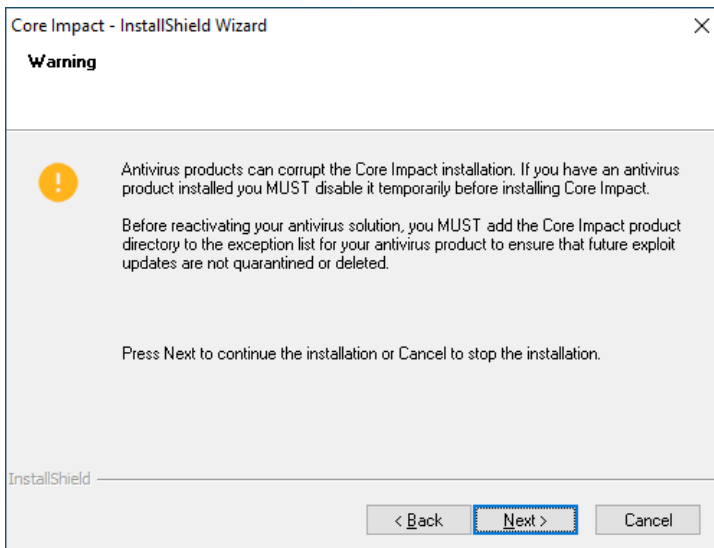 Core Impact - InstallShield Wizard
Warning
Antivirus products can corrupt the Core Impact installation. If you have an antivirus
product installed you MUST disable it temporarily before installing Core Impact.
Before reactivating your antivirus solution, you MUST add the Core Impact product
directory to the exception list for your antivirus product to ensure that future exploit
updates are not quarantined or deleted.
Press Next to continue the installation or Cancel to stop the installation.
InstallShield
< Back Next > Cancel